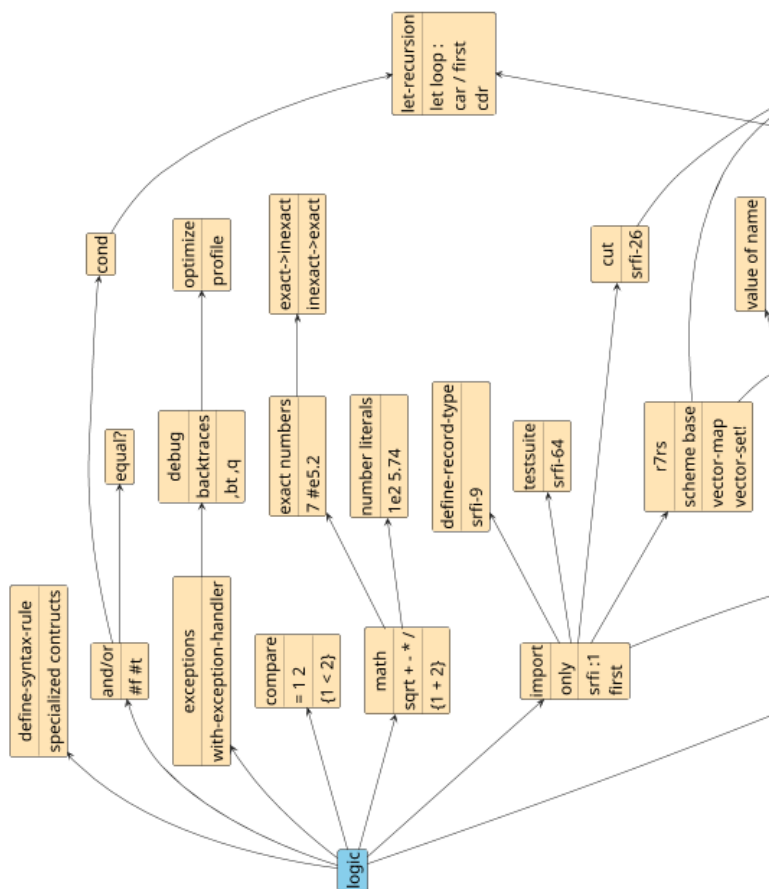 let-recursion
let loop :
car / first
cdr
cond
optimize
profile
exact->inexact
inexact->exact
cut
srfi-26
value of name
equal?
debug
backtraces
,bt ,q
exact numbers
7 #e5.2
number literals
1e2 5.74
define-record-type
srfi-9
testsuite
srfi-64
r7rs
scheme base
vector-map
vector-set!
define-syntax-rule
specialized contructs
and/or
#f #t
exceptions
with-exception-handler
compare
= 1 2
{1 < 2}
math
sqrt + - * /
{1 + 2}
import
only
srfi :1
first
logic